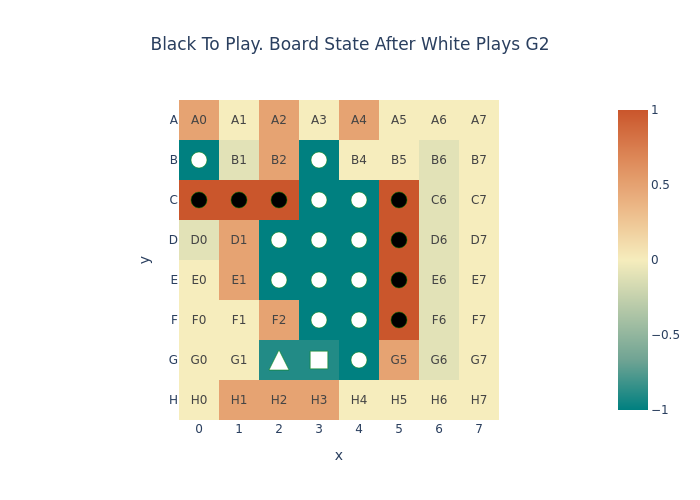 Black To Play. Board State After White Plays G2
A A0 A1 A2 A3 A4 A5 A6 A7
B B1 B2 B4 B5 B6 B7
C C6 C7
D D0 D1 D6 D7
E E0 E1 E6 E7
F F0 F1 F2 F6 F7
G G0 G1 G5 G6 G7
H H0 H1 H2 H3 H4 H5 H6 H7
0 1 2 3 4 5 6 7
x
y
1
0.5
0
−0.5
−1